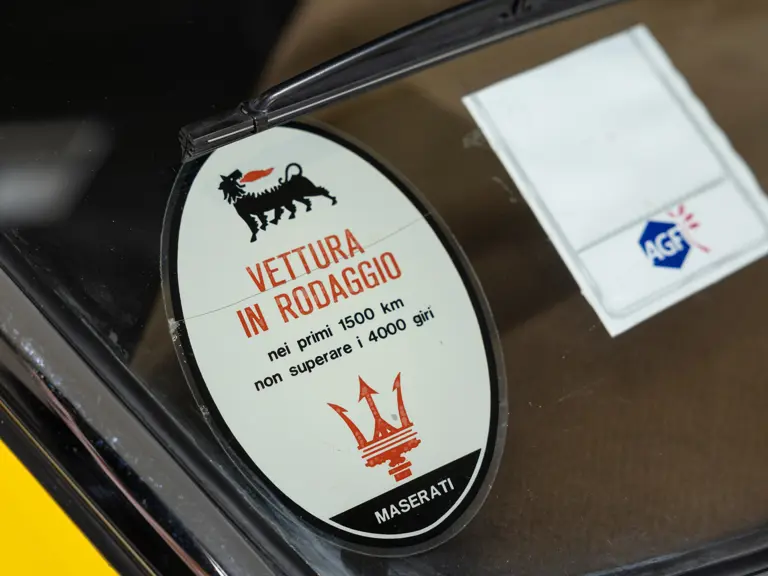 VETTURA
IN RODAGGIO
nei primi 1500 km
non superare i 4000 giri
MASERATI
AGF